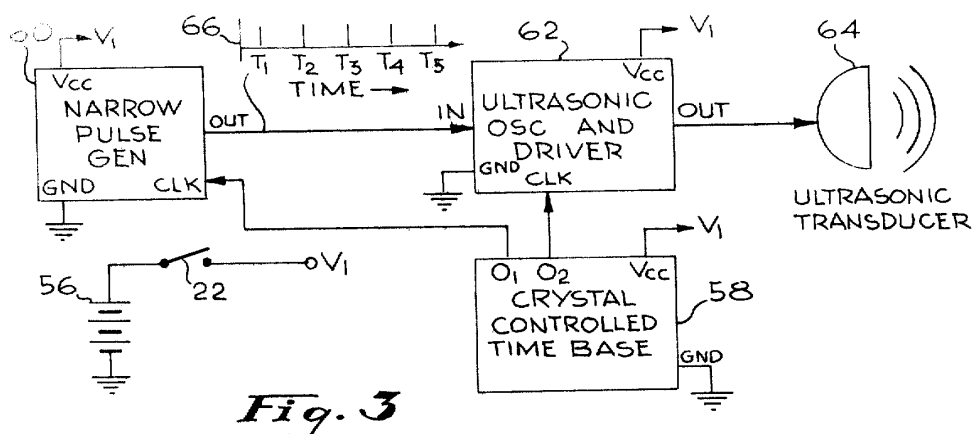 66
62
64
V1
V1
VCC
NARROW
PULSE
GEN
GND
CLK
OUT
T1 T2 T3 T4 T5
TIME
IN
VCC
ULTRASONIC
OSC AND
DRIVER
GND
CLK
OUT
ULTRASONIC
TRANSDUCER
V1
56
22
V1
O1 O2 VCC
CRYSTAL
CONTROLLED
TIME BASE
58
GND
Fig. 3